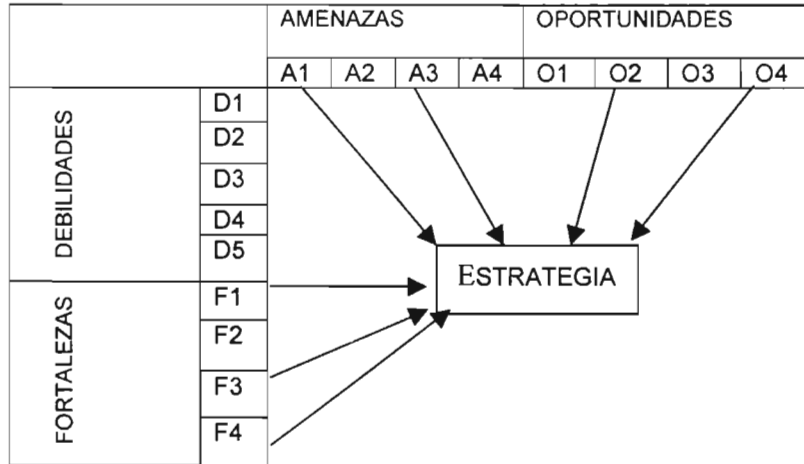 AMENAZAS OPORTUNIDADES
A1 A2 A3 A4 O1 O2 O3 O4
DEBILIDADES
D1
D2
D3
D4
D5
ESTRATEGIA
FORTALEZAS
F1
F2
F3
F4